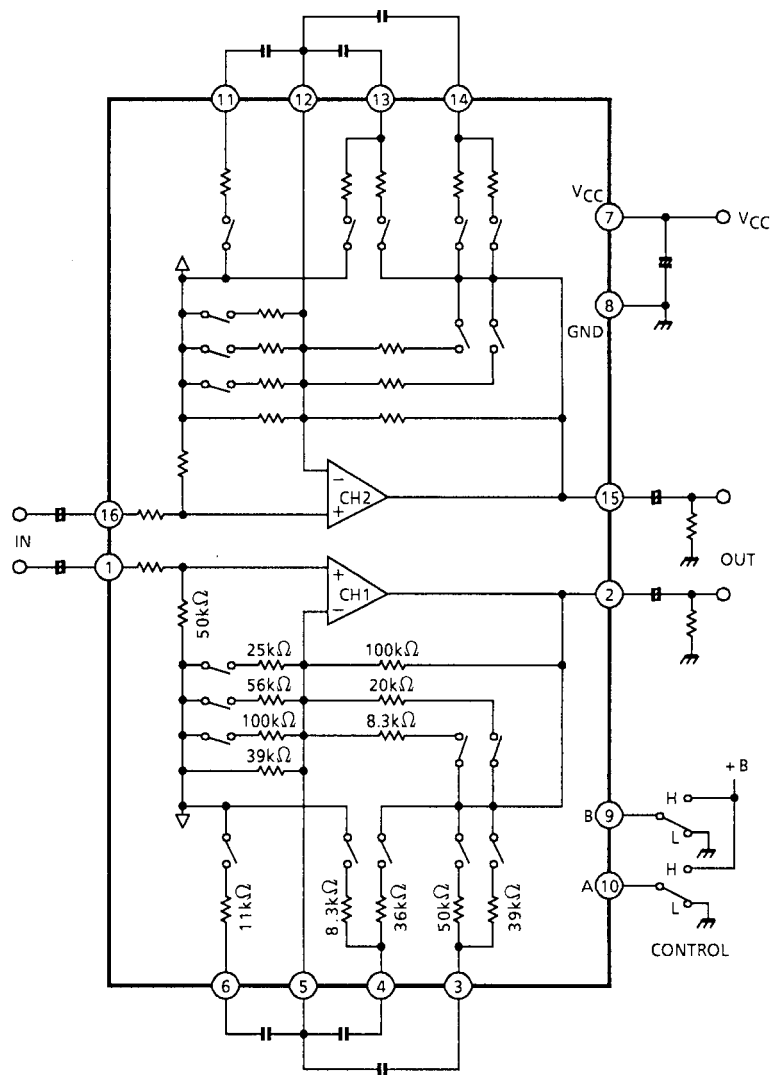 11 12 13 14
VCC 7 VCC
8
GND
CH2
−
+
16 15
IN OUT
1 2
+
−
CH1
50kΩ
25kΩ 100kΩ
56kΩ 20kΩ
100kΩ 8.3kΩ
39kΩ
+B
H
B 9
L
H
A 10
L
CONTROL
11kΩ 8.3kΩ 36kΩ 50kΩ 39kΩ
6 5 4 3